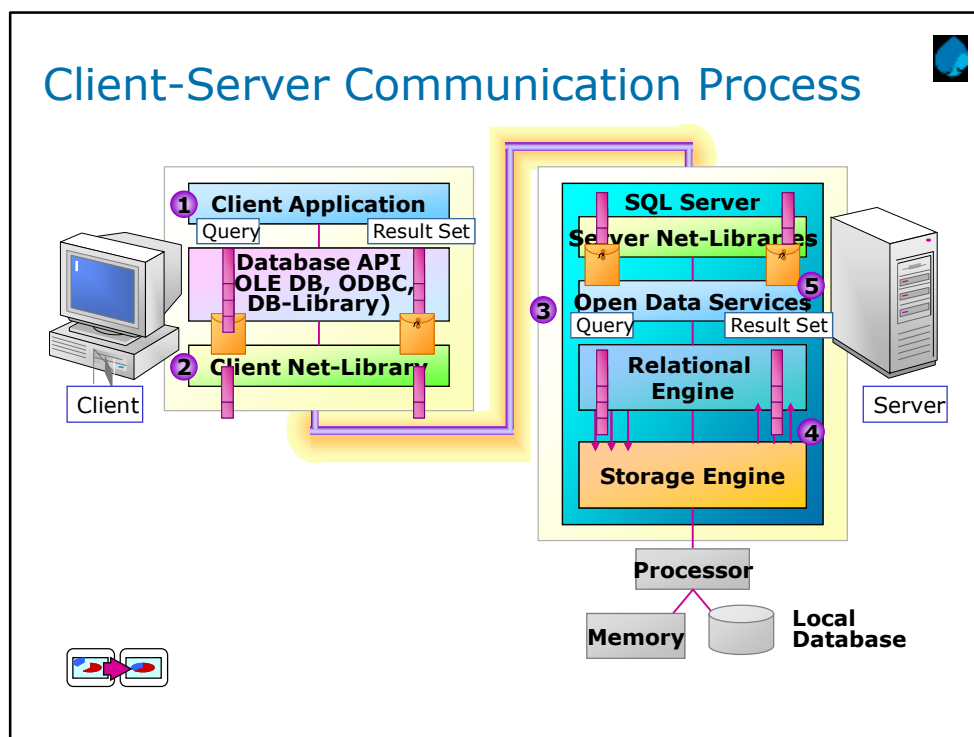 Client-Server Communication Process
1
Client Application
Query
Result Set
Database API
OLE DB, ODBC,
DB-Library)
2
Client Net-Library
Client
SQL Server
Server Net-Libraries
5
3
Open Data Services
Query
Result Set
Relational
Engine
4
Storage Engine
Server
Processor
Memory
Local
Database